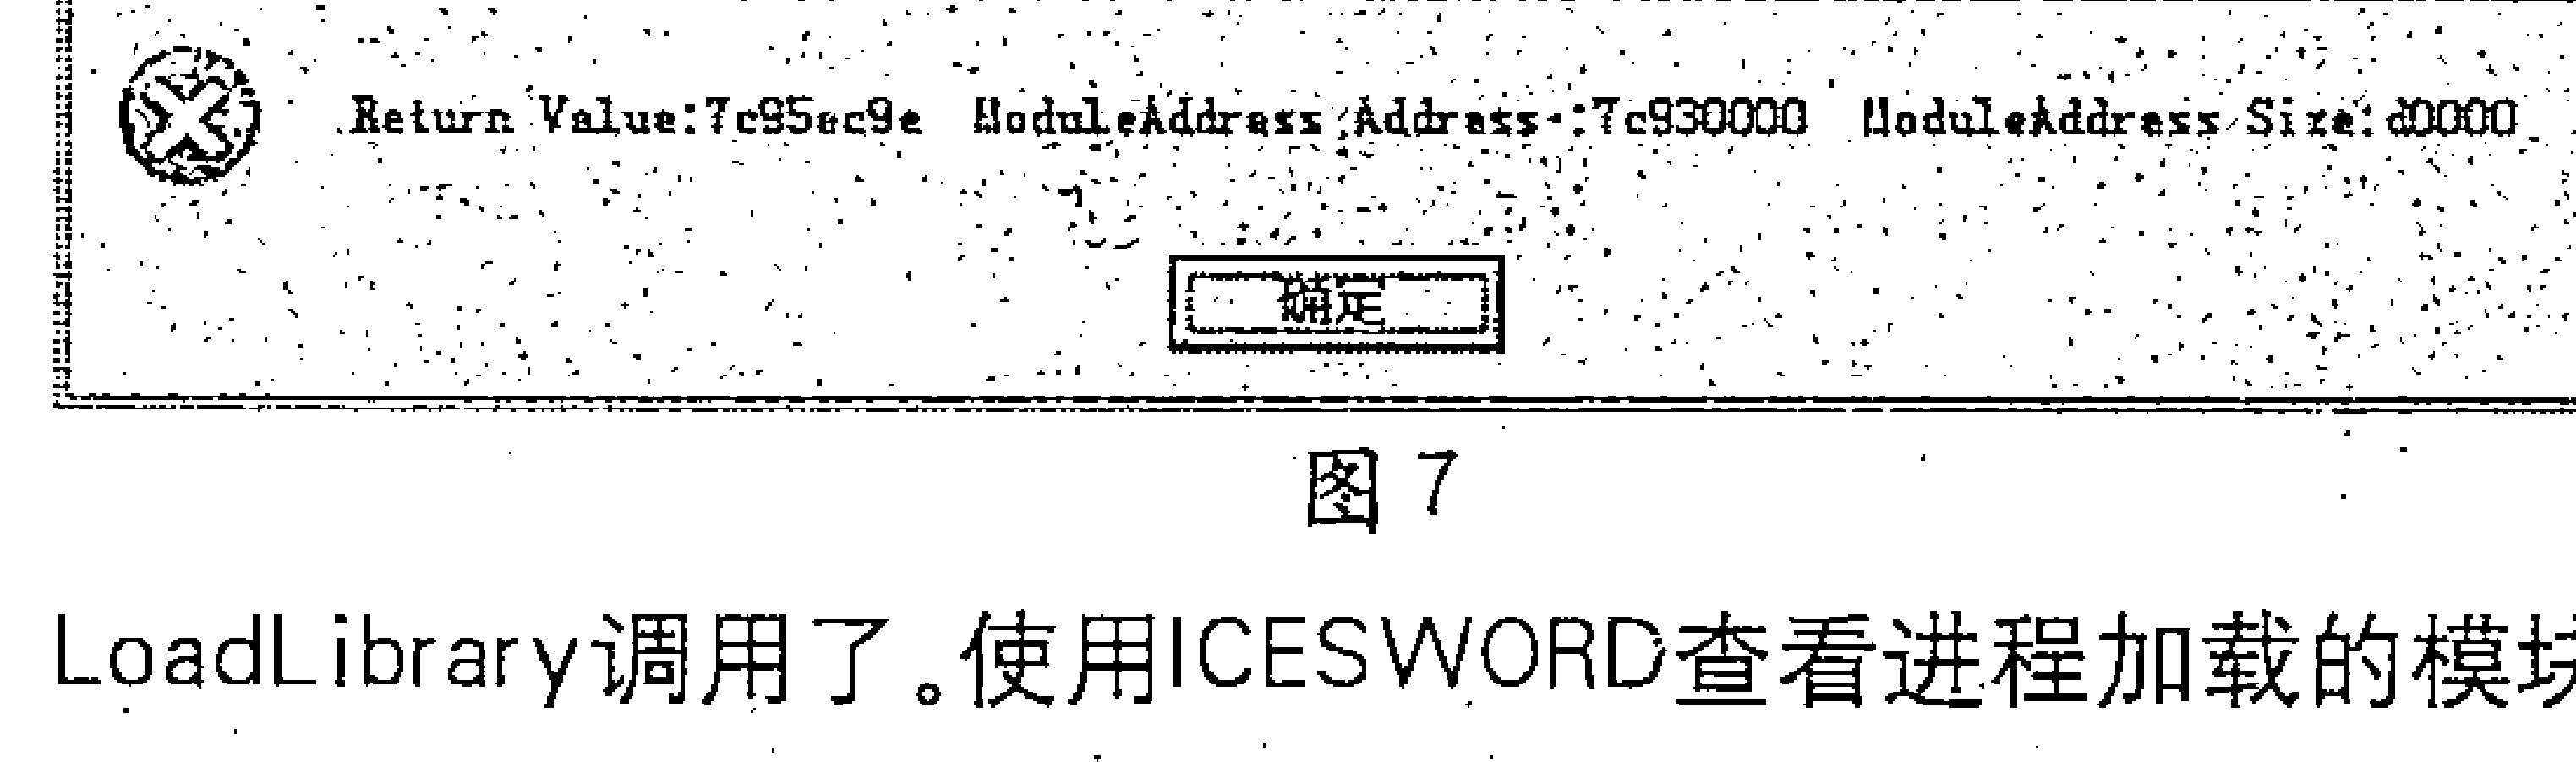 Return Value:7c95ec9e ModuleAddress Address :7c930000 ModuleAddress Size:d0000
确定
图 7
LoadLibrary调用了。使用ICESWORD查看进程加载的模块